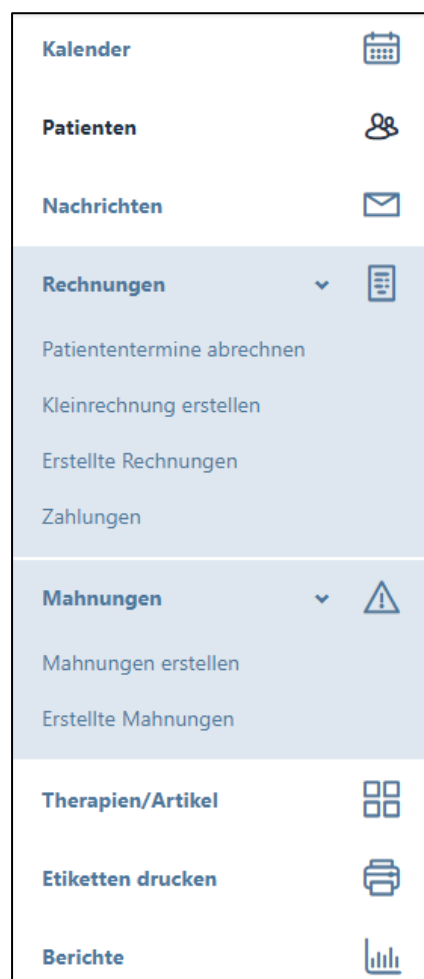 Kalender
Patienten
Nachrichten
Rechnungen
Patiententermine abrechnen
Kleinrechnung erstellen
Erstellte Rechnungen
Zahlungen
Mahnungen
Mahnungen erstellen
Erstellte Mahnungen
Therapien/Artikel
Etiketten drucken
Berichte